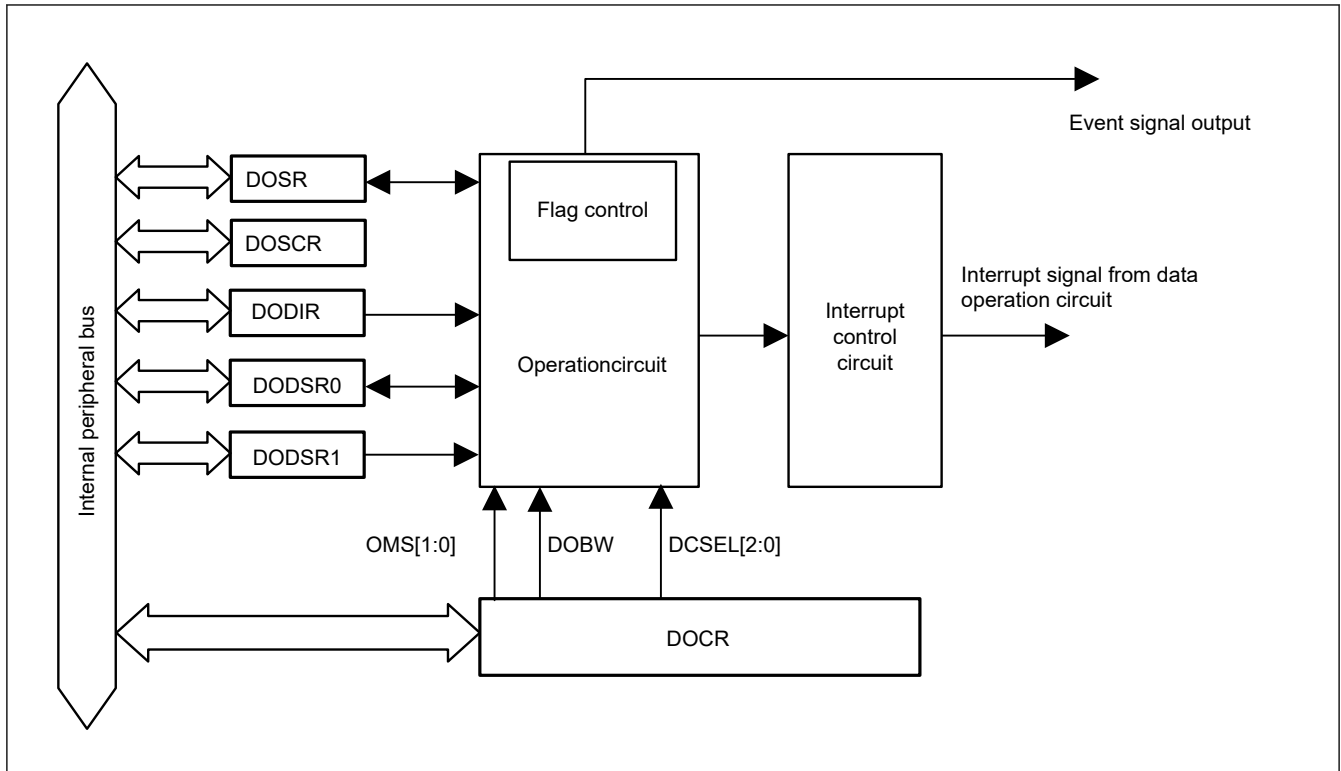 Event signal output
DOSR
Flag control
DOSCR
Interrupt signal from data
operation circuit
DODIR
Interrupt
control
circuit
Operationcircuit
DODSR0
DODSR1
Internal peripheral bus
OMS[1:0]
DOBW
DCSEL[2:0]
DOCR